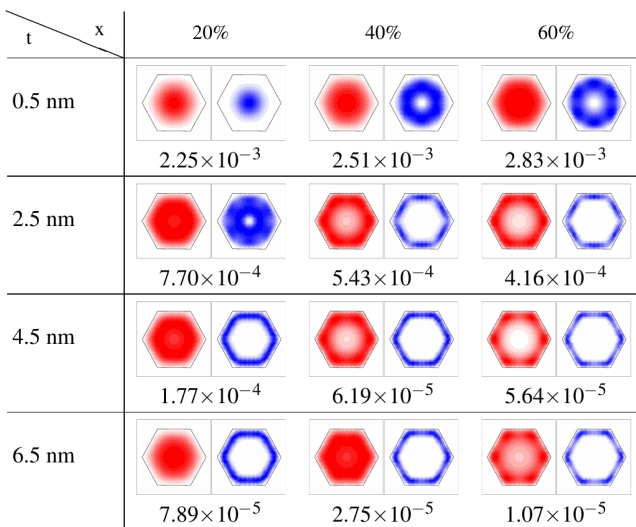 t x 20% 40% 60%
0.5 nm
2.25×10⁻³ 2.51×10⁻³ 2.83×10⁻³
2.5 nm
7.70×10⁻⁴ 5.43×10⁻⁴ 4.16×10⁻⁴
4.5 nm
1.77×10⁻⁴ 6.19×10⁻⁵ 5.64×10⁻⁵
6.5 nm
7.89×10⁻⁵ 2.75×10⁻⁵ 1.07×10⁻⁵